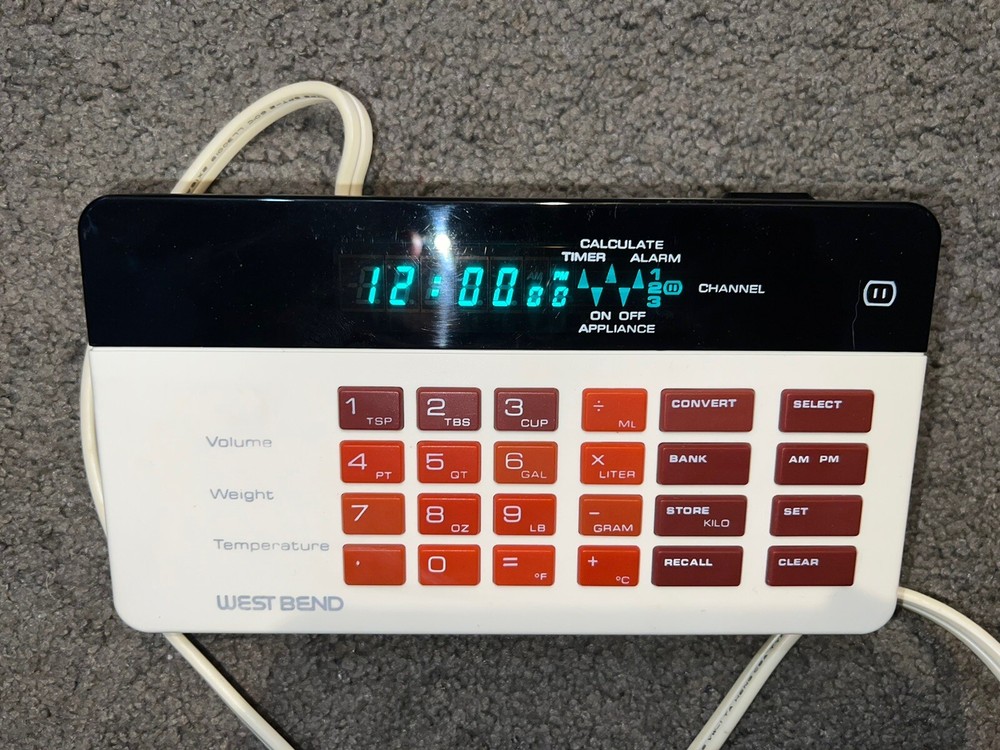 CALCULATE
TIMER ALARM
12:00 00 PM
1
2
3
CHANNEL
ON OFF
APPLIANCE
1 TSP 2 TBS 3 CUP ÷ ML CONVERT SELECT
Volume
4 PT 5 QT 6 GAL X LITER BANK AM PM
Weight
7 8 OZ 9 LB - GRAM STORE KILO SET
Temperature
. 0 = °F + °C RECALL CLEAR
WEST BEND